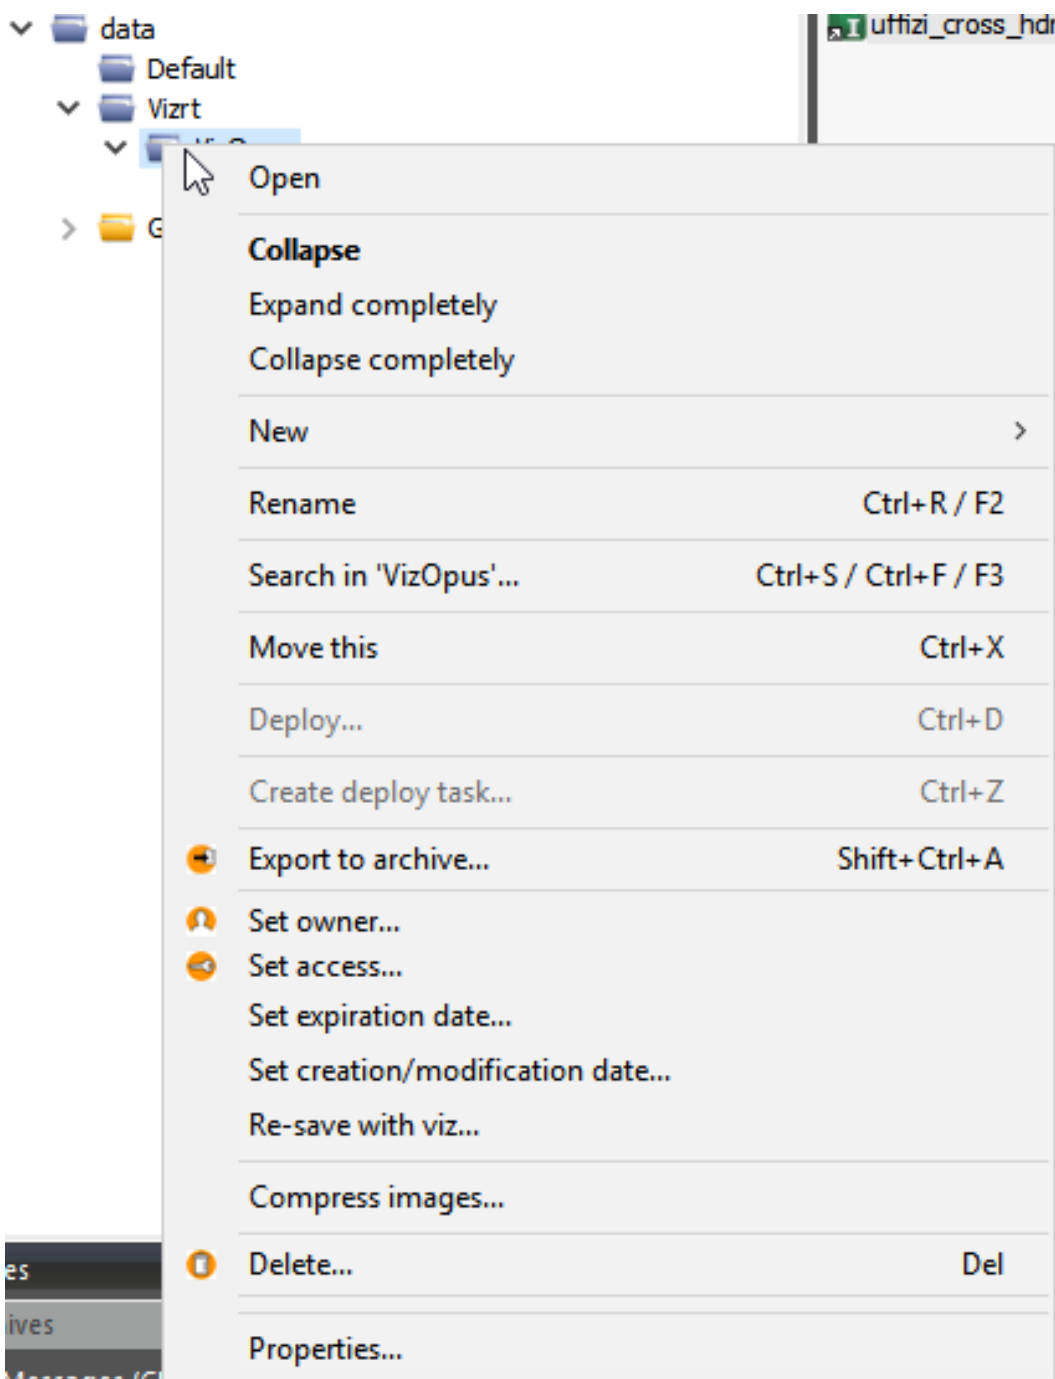 data
uffizi_cross_hdr
Default
Vizrt
Open
G
Collapse
Expand completely
Collapse completely
New
Rename Ctrl+R / F2
Search in 'VizOpus'... Ctrl+S / Ctrl+F / F3
Move this Ctrl+X
Deploy... Ctrl+D
Create deploy task... Ctrl+Z
Export to archive... Shift+Ctrl+A
Set owner...
Set access...
Set expiration date...
Set creation/modification date...
Re-save with viz...
Compress images...
es
Delete... Del
ives
Properties...